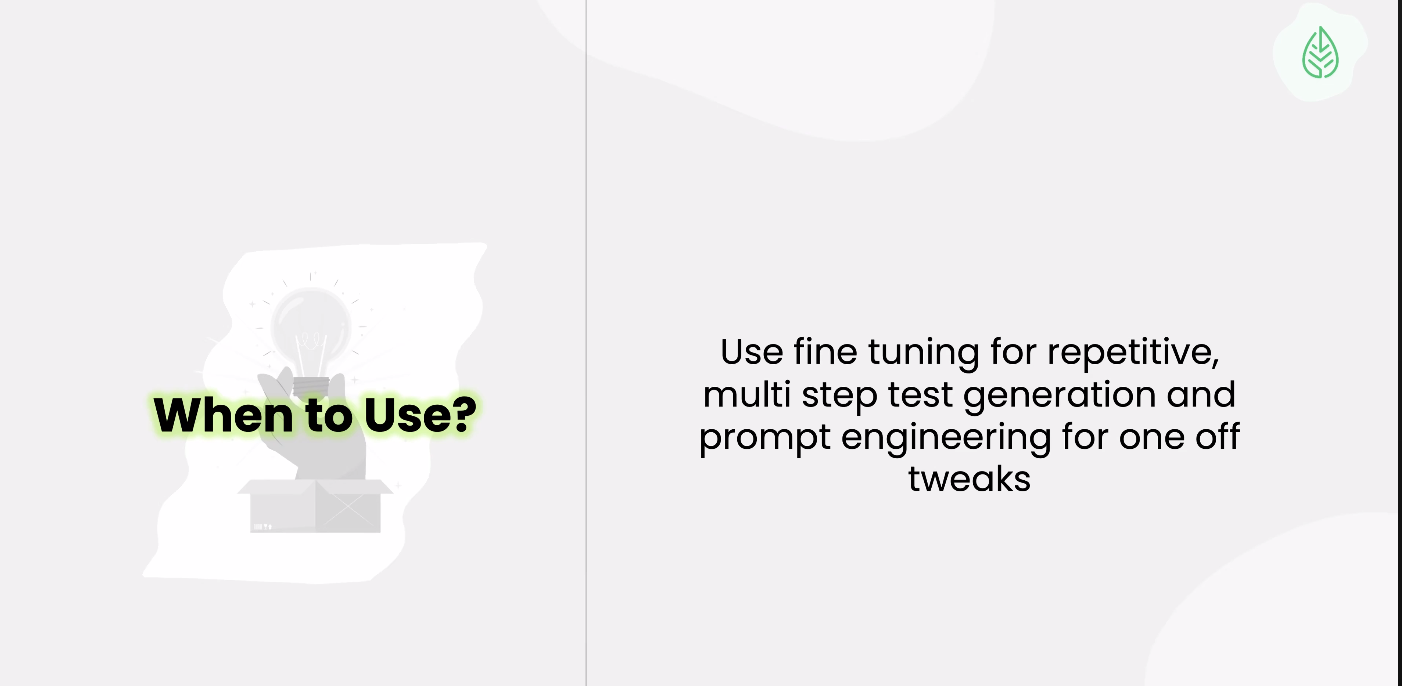 When to Use?
Use fine tuning for repetitive,
multi step test generation and
prompt engineering for one off
tweaks